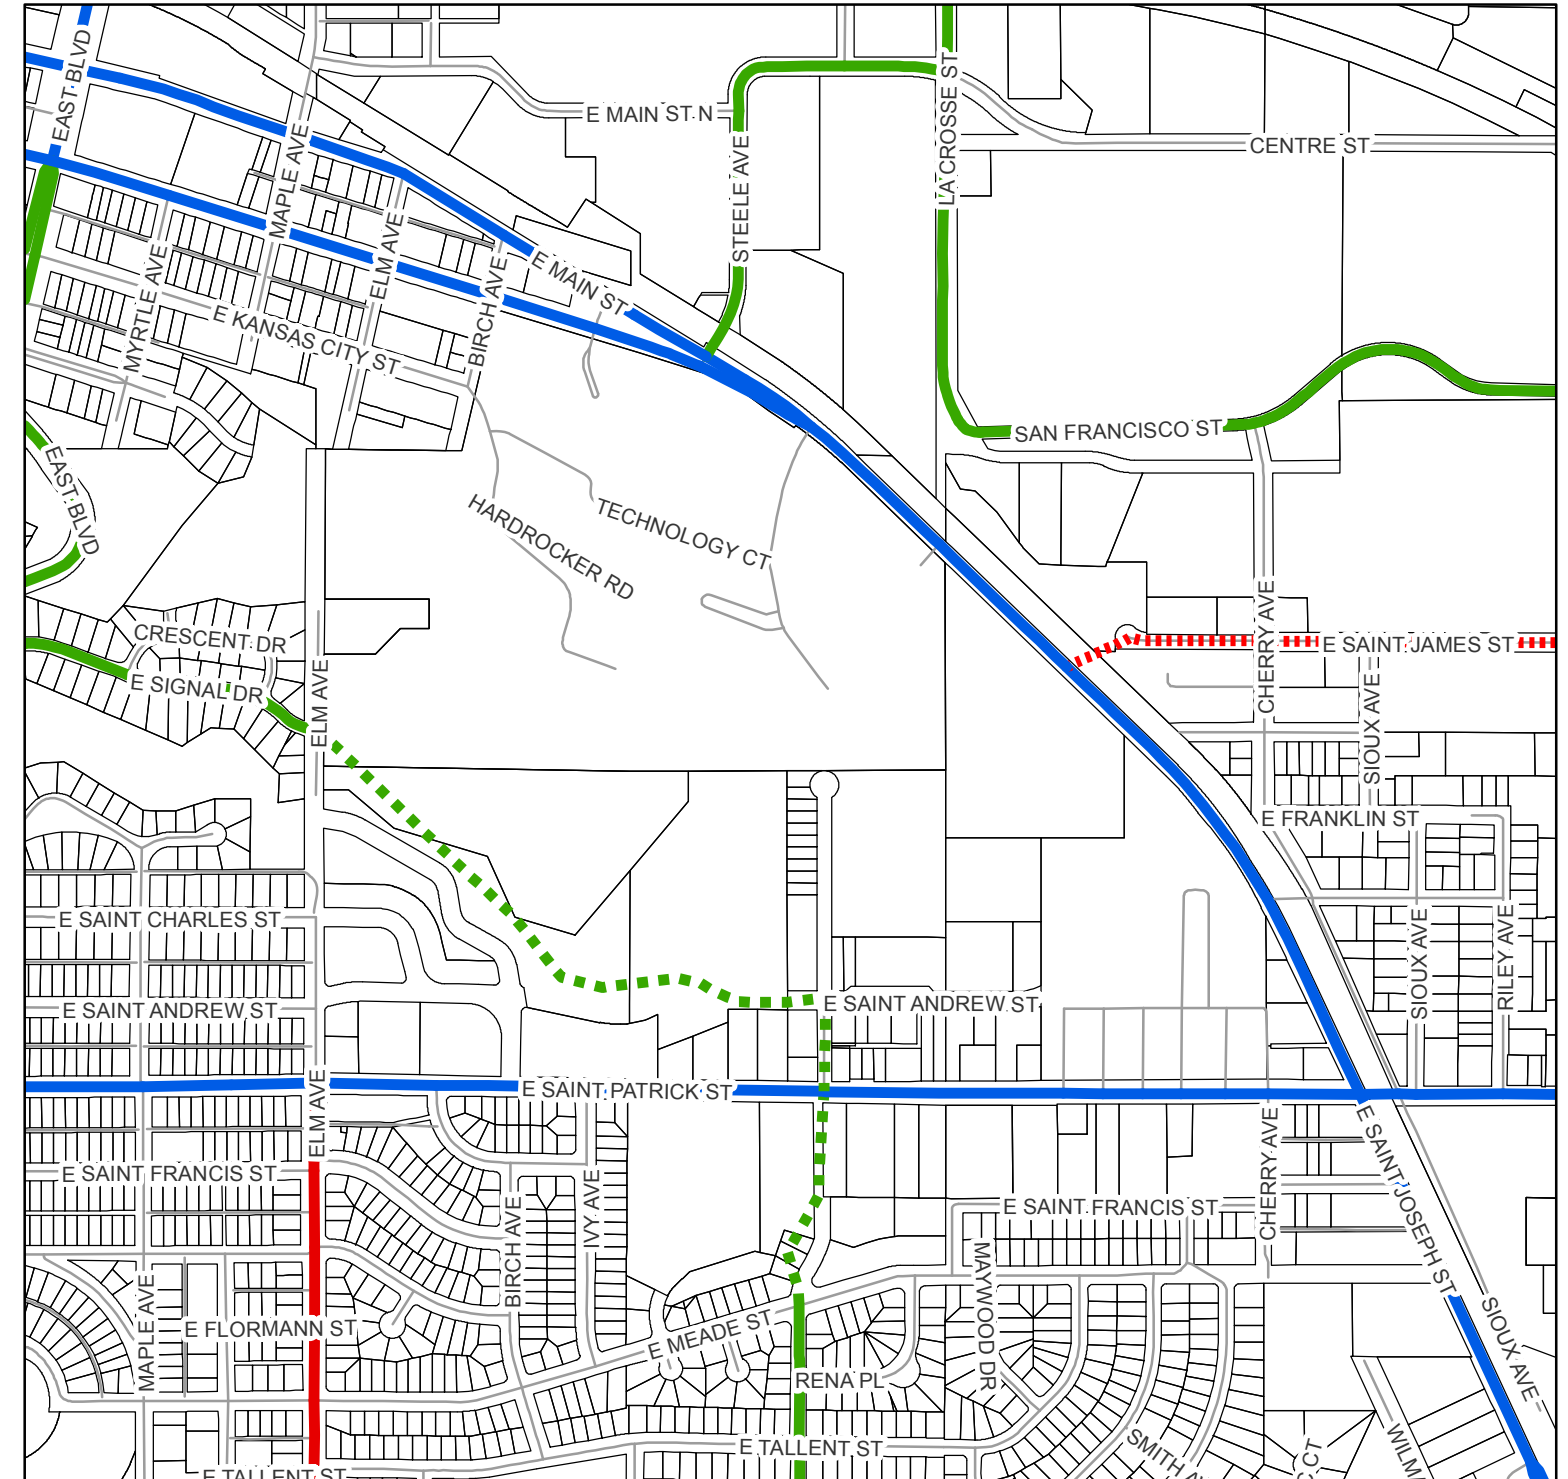 EAST BLVD
E MAIN ST N
LA CROSSE ST
CENTRE ST
MAPLE AVE
STEELE AVE
ELM AVE
MYRTLE AVE
BIRCH AVE
E MAIN ST
E KANSAS CITY ST
SAN FRANCISCO ST
EAST BLVD
HARDROCKER RD
TECHNOLOGY CT
CRESCENT DR
CHERRY AVE
E SAINT JAMES ST
E SIGNAL DR
ELM AVE
SIOUX AVE
E FRANKLIN ST
E SAINT CHARLES ST
SIOUX AVE
RILEY AVE
E SAINT ANDREW ST
E SAINT ANDREW ST
E SAINT PATRICK ST
ELM AVE
E SAINT FRANCIS ST
BIRCH AVE
IVY AVE
E SAINT FRANCIS ST
CHERRY AVE
E SAINT JOSEPH ST
MAYWOOD DR
MAPLE AVE
E FLORMANN ST
E MEADE ST
SIOUX AVE
RENA PL
E TALLENT ST
E TALLENT ST
SMITH AV
C CT
WILM